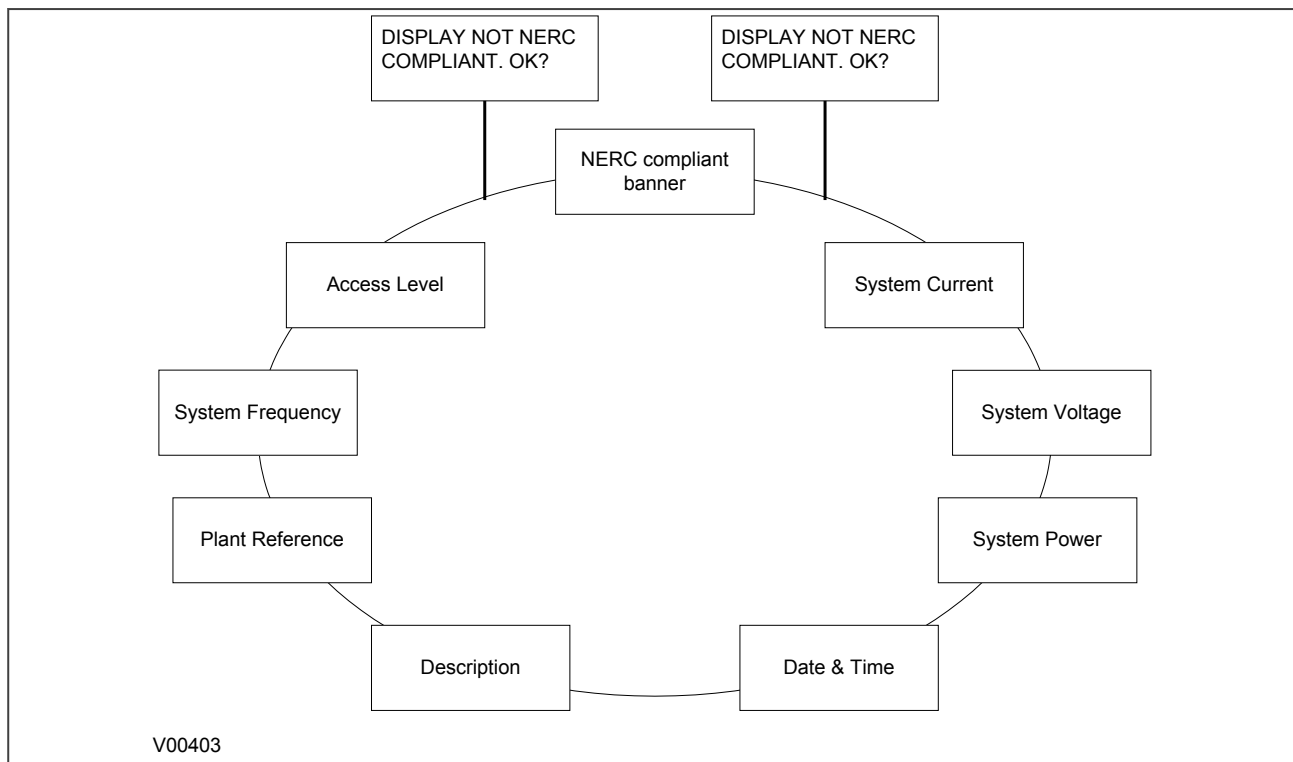 DISPLAY NOT NERC
COMPLIANT. OK?
DISPLAY NOT NERC
COMPLIANT. OK?
NERC compliant
banner
Access Level
System Current
System Frequency
System Voltage
Plant Reference
System Power
Description
Date & Time
V00403